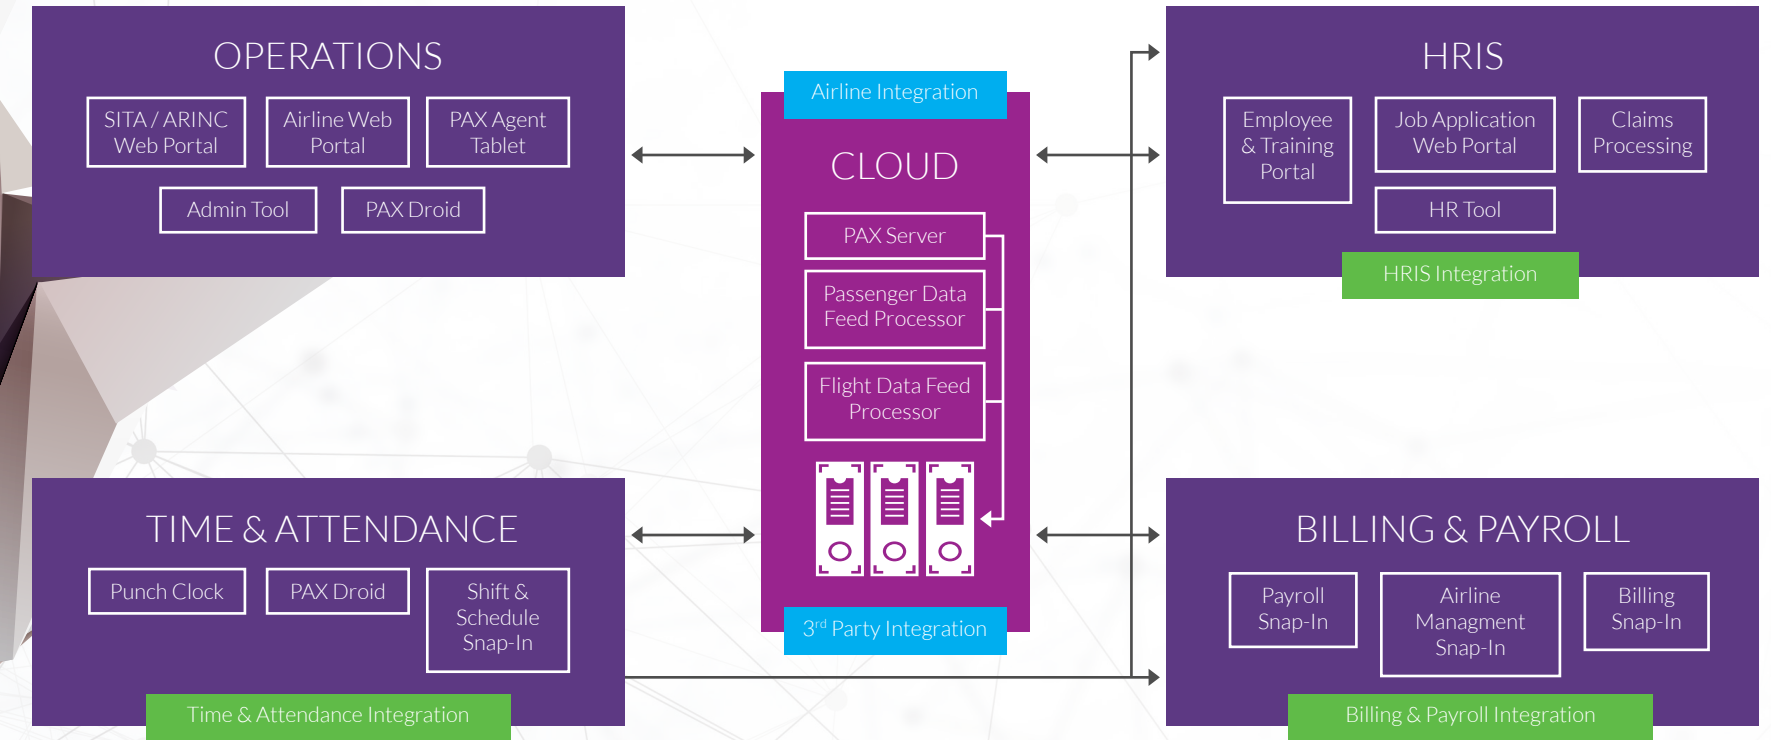 OPERATIONS
SITA / ARINC
Web Portal
Airline Web
Portal
PAX Agent
Tablet
Admin Tool
PAX Droid
Airline Integration
CLOUD
PAX Server
Passenger Data
Feed Processor
Flight Data Feed
Processor
3rd Party Integration
HRIS
Employee
& Training
Portal
Job Application
Web Portal
Claims
Processing
HR Tool
HRIS Integration
TIME & ATTENDANCE
Punch Clock
PAX Droid
Shift &
Schedule
Snap-In
Time & Attendance Integration
BILLING & PAYROLL
Payroll
Snap-In
Airline
Managment
Snap-In
Billing
Snap-In
Billing & Payroll Integration